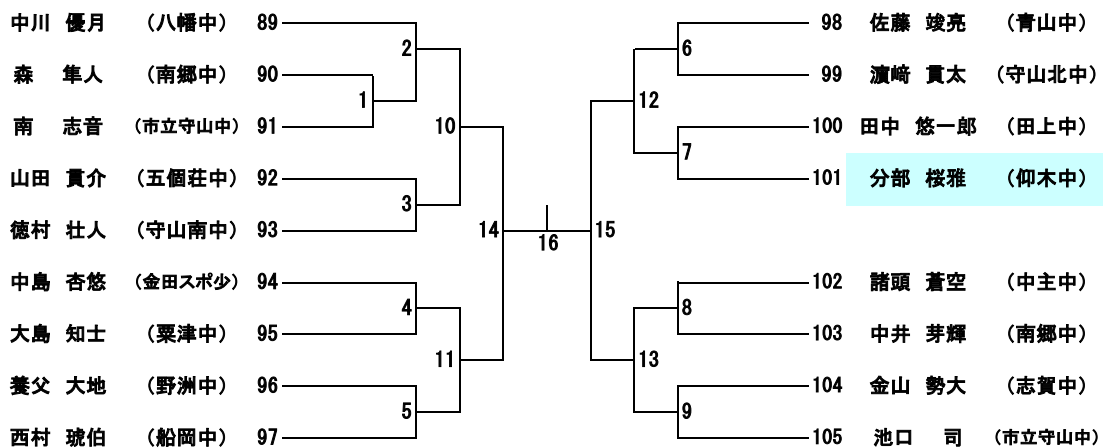 中川 優月 (八幡中) 89
森 隼人 (南郷中) 90
南 志音 (市立守山中) 91
山田 貫介 (五個荘中) 92
徳村 壮人 (守山南中) 93
中島 杏悠 (金田スポ少) 94
大島 知士 (粟津中) 95
養父 大地 (野洲中) 96
西村 琥伯 (船岡中) 97
2
1
10
3
14
4
11
5
16
6
12
7
15
8
13
9
98 佐藤 竣亮 (青山中)
99 濵﨑 貫太 (守山北中)
100 田中 悠一郎 (田上中)
101 分部 桜雅 (仰木中)
102 諸頭 蒼空 (中主中)
103 中井 芽輝 (南郷中)
104 金山 勢大 (志賀中)
105 池口 司 (市立守山中)